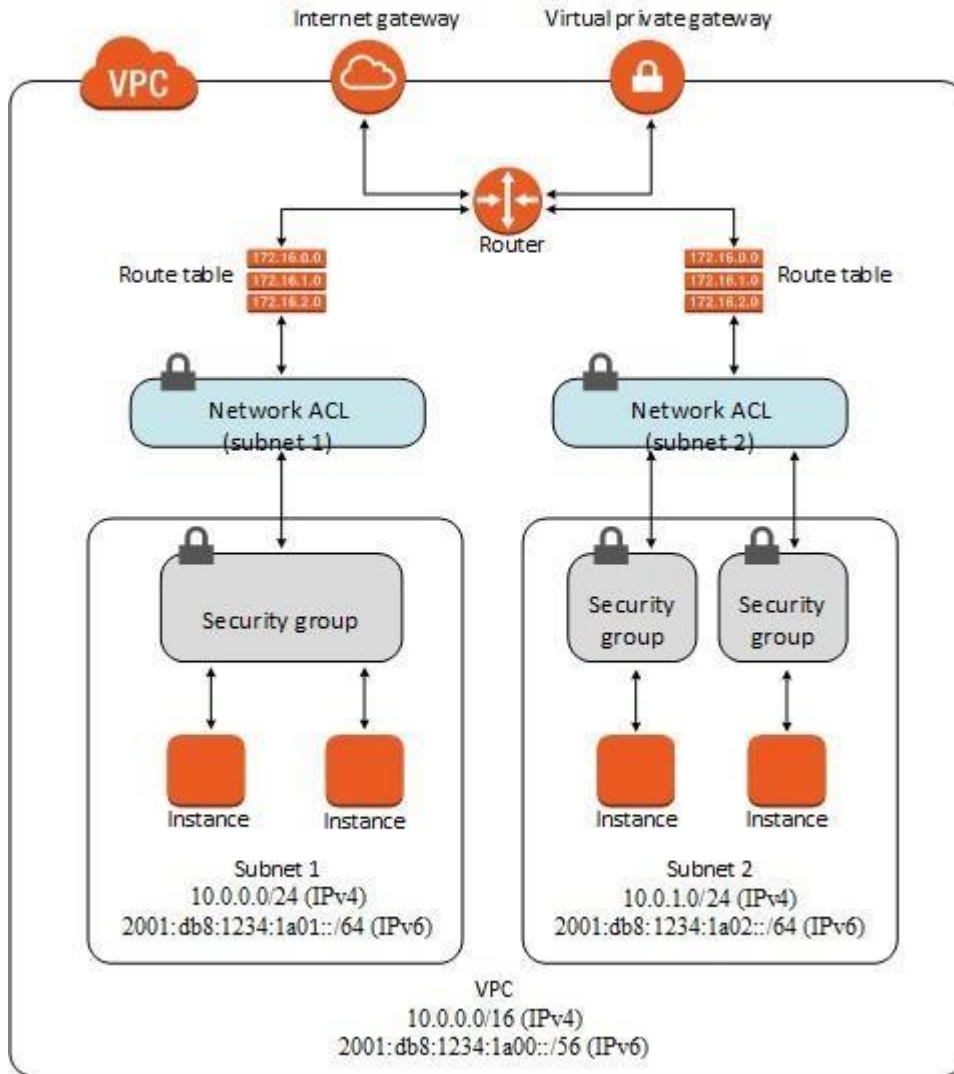 Internet gateway
Virtual private gateway
VPC
Router
Route table
172.16.0.0
172.16.1.0
172.16.2.0
172.16.0.0
172.16.1.0
172.16.2.0
Route table
Network ACL
(subnet 1)
Network ACL
(subnet 2)
Security group
Security
group
Security
group
Instance
Instance
Instance
Instance
Subnet 1
10.0.0.0/24 (IPv4)
2001:db8:1234:1a01::/64 (IPv6)
Subnet 2
10.0.1.0/24 (IPv4)
2001:db8:1234:1a02::/64 (IPv6)
VPC
10.0.0.0/16 (IPv4)
2001:db8:1234:1a00::/56 (IPv6)